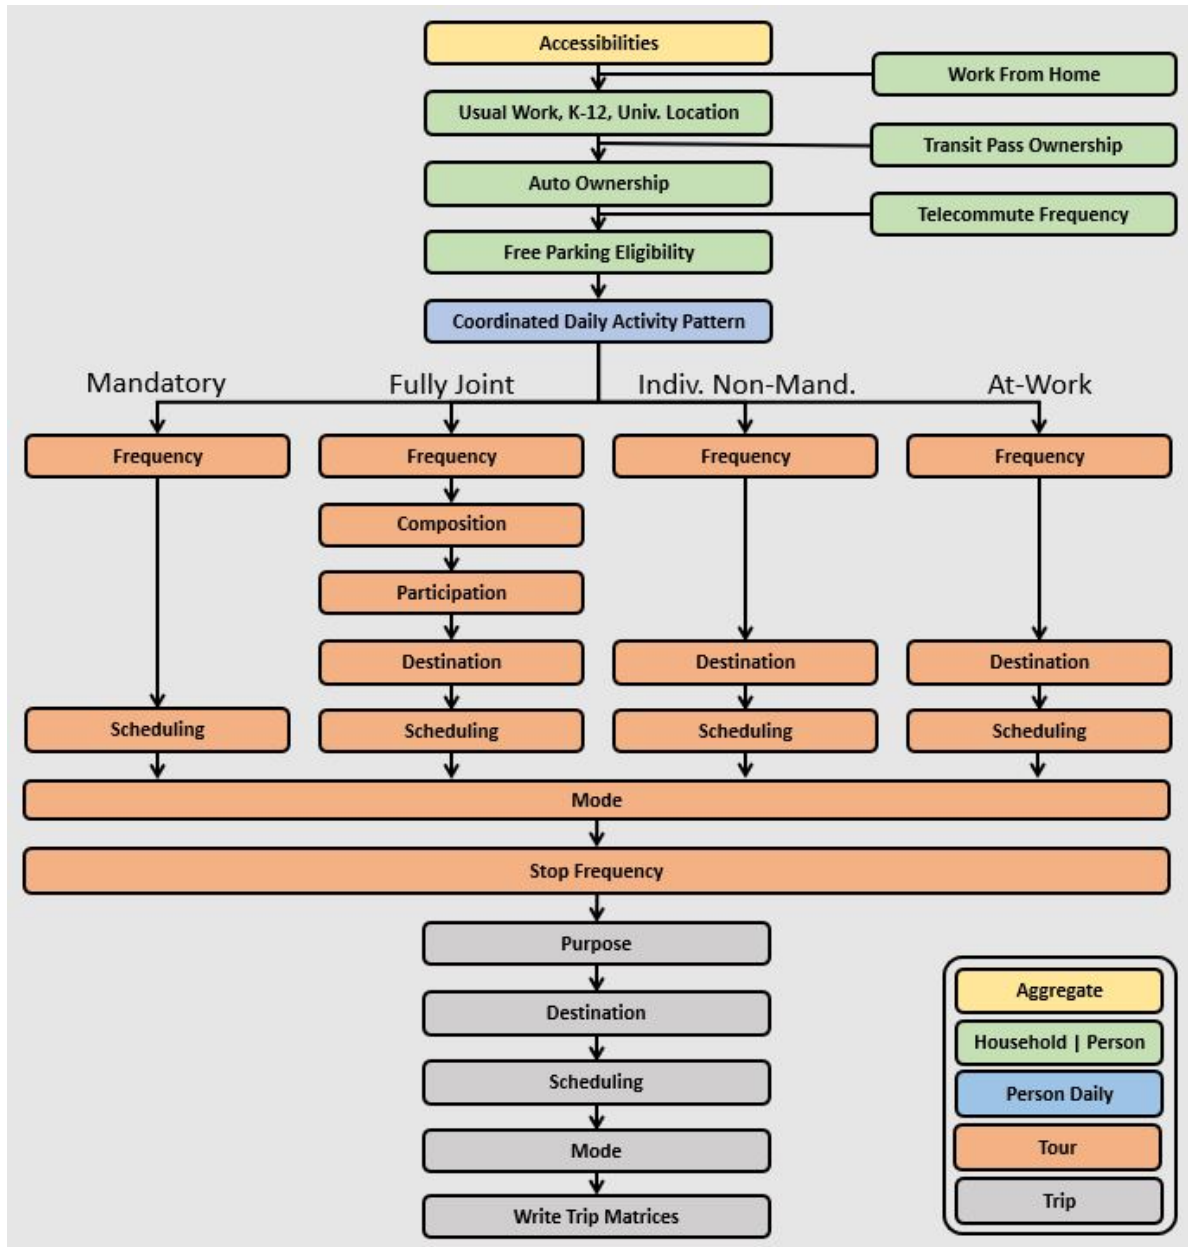 Accessibilities
Work From Home
Usual Work, K-12, Univ. Location
Transit Pass Ownership
Auto Ownership
Telecommute Frequency
Free Parking Eligibility
Coordinated Daily Activity Pattern
Mandatory
Fully Joint
Indiv. Non-Mand.
At-Work
Frequency
Frequency
Frequency
Frequency
Composition
Participation
Destination
Destination
Destination
Scheduling
Scheduling
Scheduling
Scheduling
Mode
Stop Frequency
Purpose
Destination
Scheduling
Mode
Write Trip Matrices
Aggregate
Household | Person
Person Daily
Tour
Trip